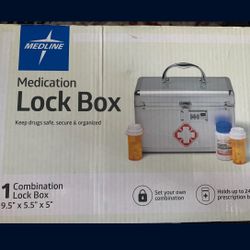 MEDLINE
Medication
Lock Box
Keep drugs safe, secure & organized
1 Combination
Lock Box
9.5" x 5.5" x 5"
Set your own
combination
Holds up to 24
prescription b